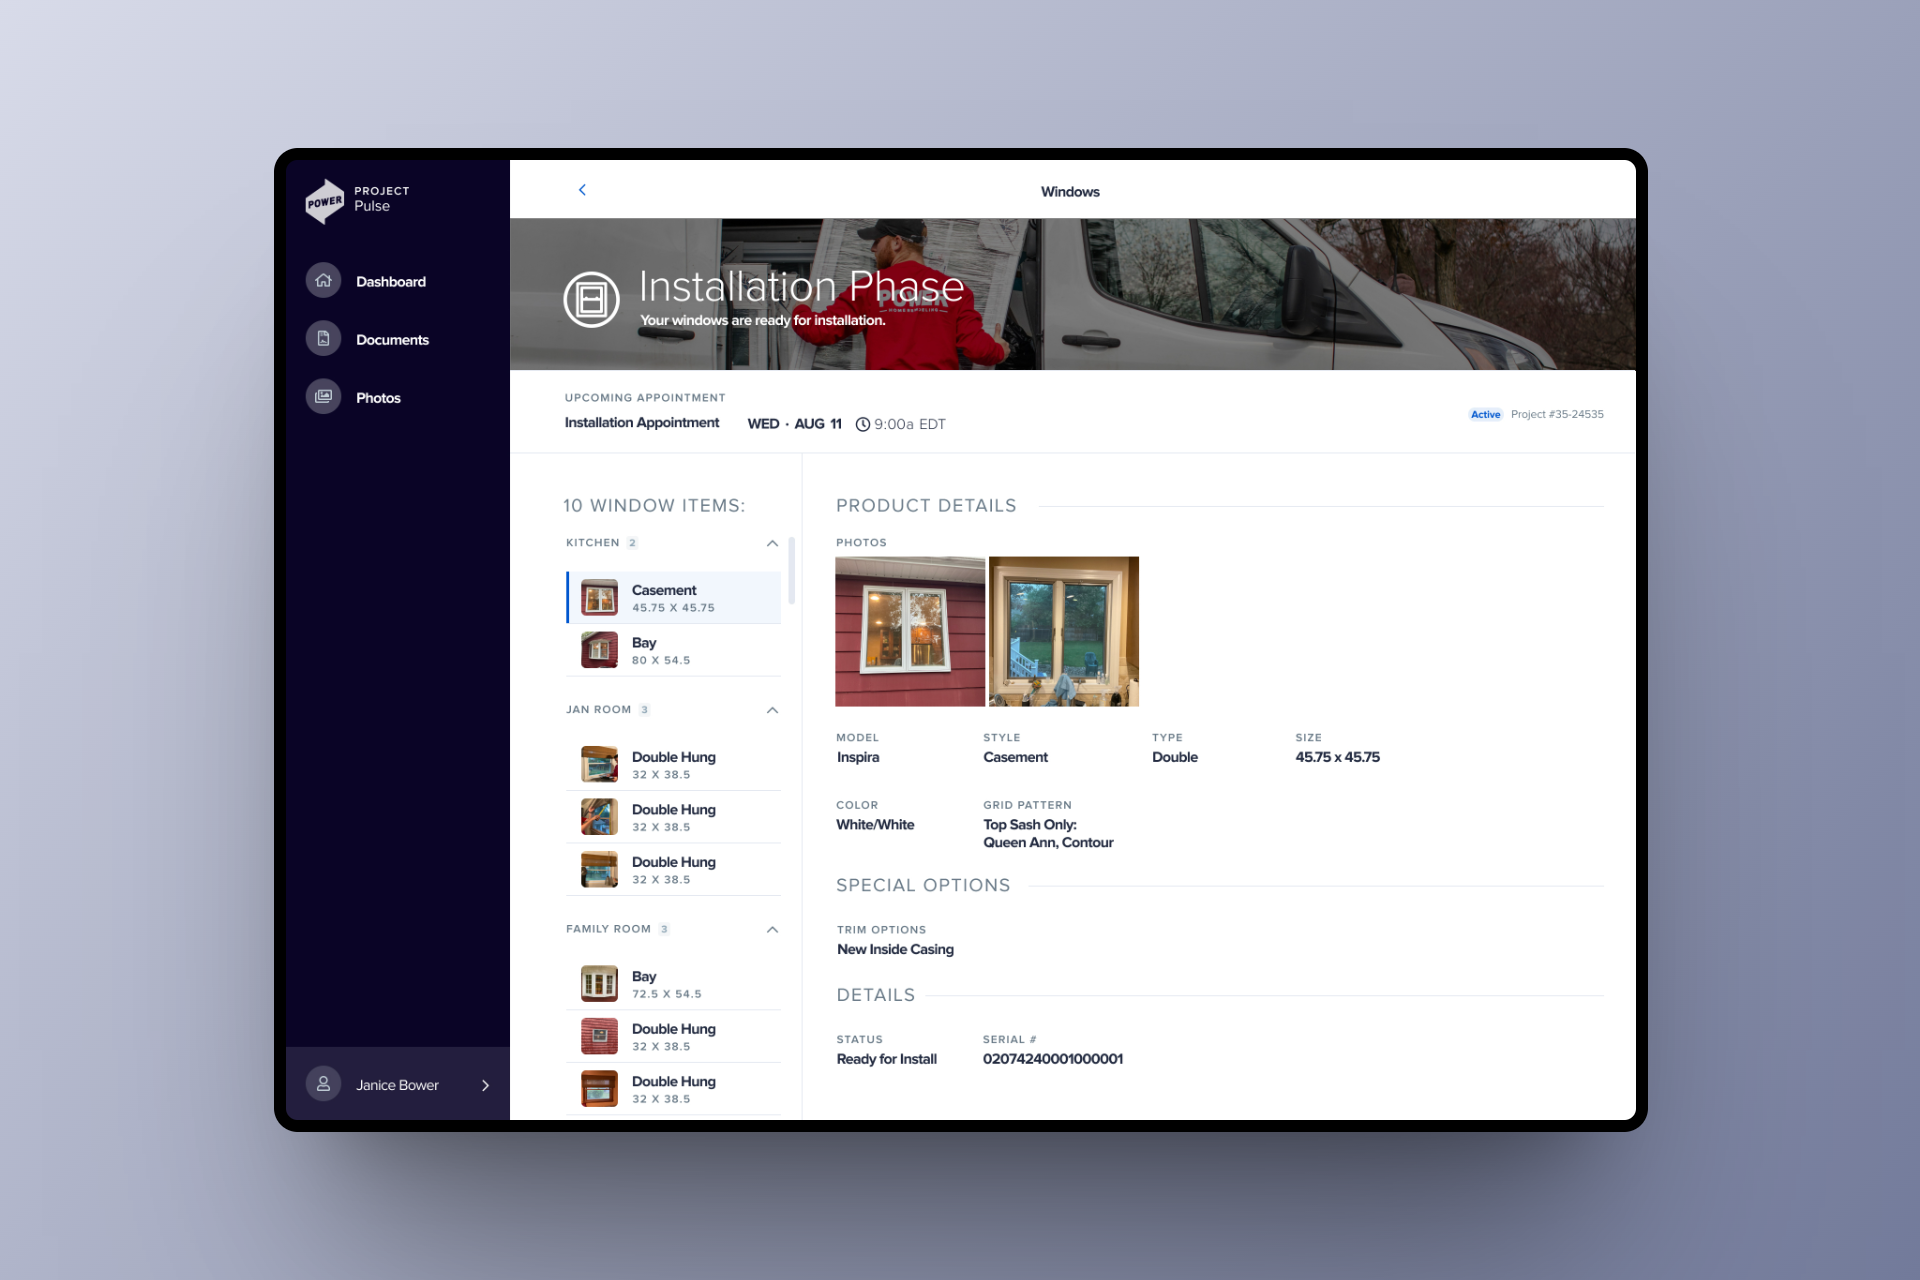 POWER
PROJECT
Pulse
Dashboard
Documents
Photos
Janice Bower
Windows
Installation Phase
Your windows are ready for installation.
POWER
UPCOMING APPOINTMENT
Installation Appointment WED · AUG 11 9:00a EDT
Active Project #35-24535
10 WINDOW ITEMS:
KITCHEN 2
Casement
45.75 X 45.75
Bay
80 X 54.5
JAN ROOM 3
Double Hung
32 X 38.5
Double Hung
32 X 38.5
Double Hung
32 X 38.5
FAMILY ROOM 3
Bay
72.5 X 54.5
Double Hung
32 X 38.5
Double Hung
32 X 38.5
PRODUCT DETAILS
PHOTOS
MODEL STYLE TYPE SIZE
Inspira Casement Double 45.75 x 45.75
COLOR GRID PATTERN
White/White Top Sash Only:
Queen Ann, Contour
SPECIAL OPTIONS
TRIM OPTIONS
New Inside Casing
DETAILS
STATUS SERIAL #
Ready for Install 02074240001000001